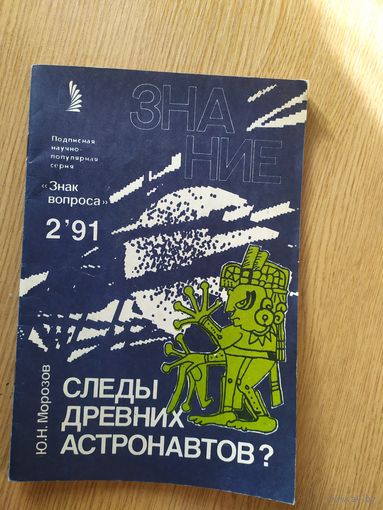 ЗНА
НИЕ
Подписная
научно-
популярная
серия
«Знак
вопроса»
2'91
Ю.Н. Морозов
СЛЕДЫ
ДРЕВНИХ
АСТРОНАВТОВ?